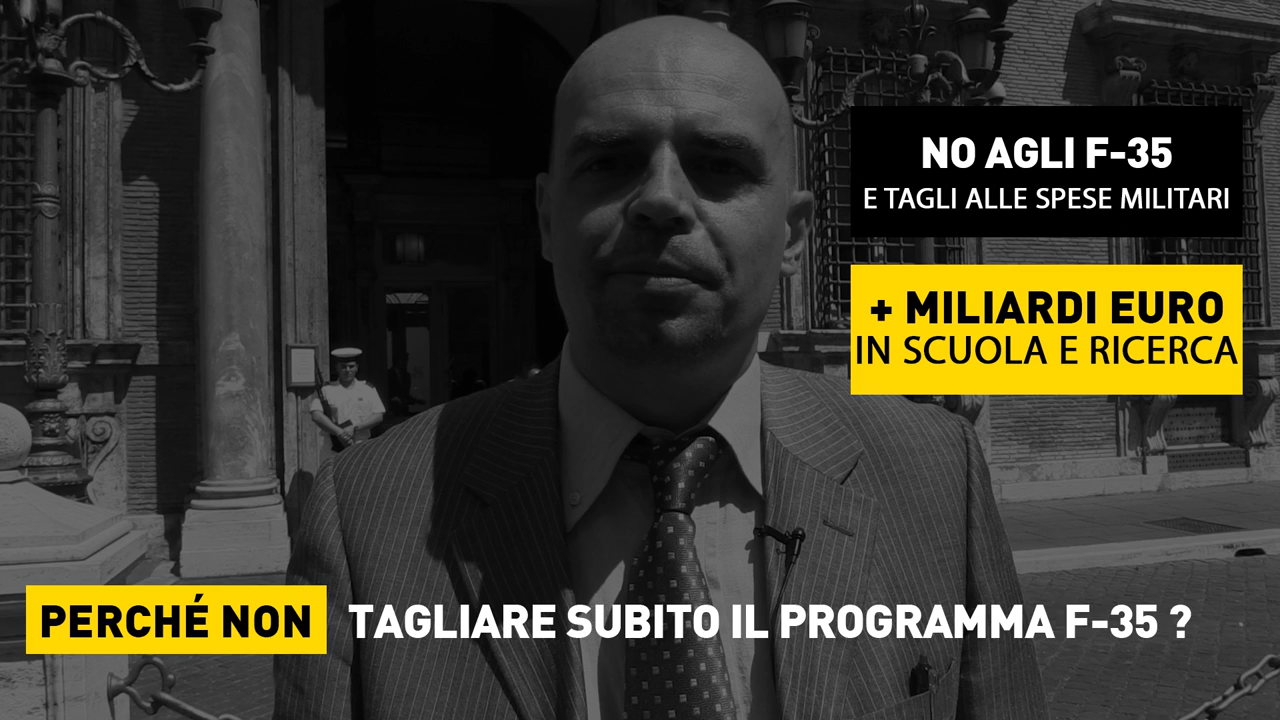 NO AGLI F-35
E TAGLI ALLE SPESE MILITARI
+ MILIARDI EURO
IN SCUOLA E RICERCA
PERCHÉ NON TAGLIARE SUBITO IL PROGRAMMA F-35 ?